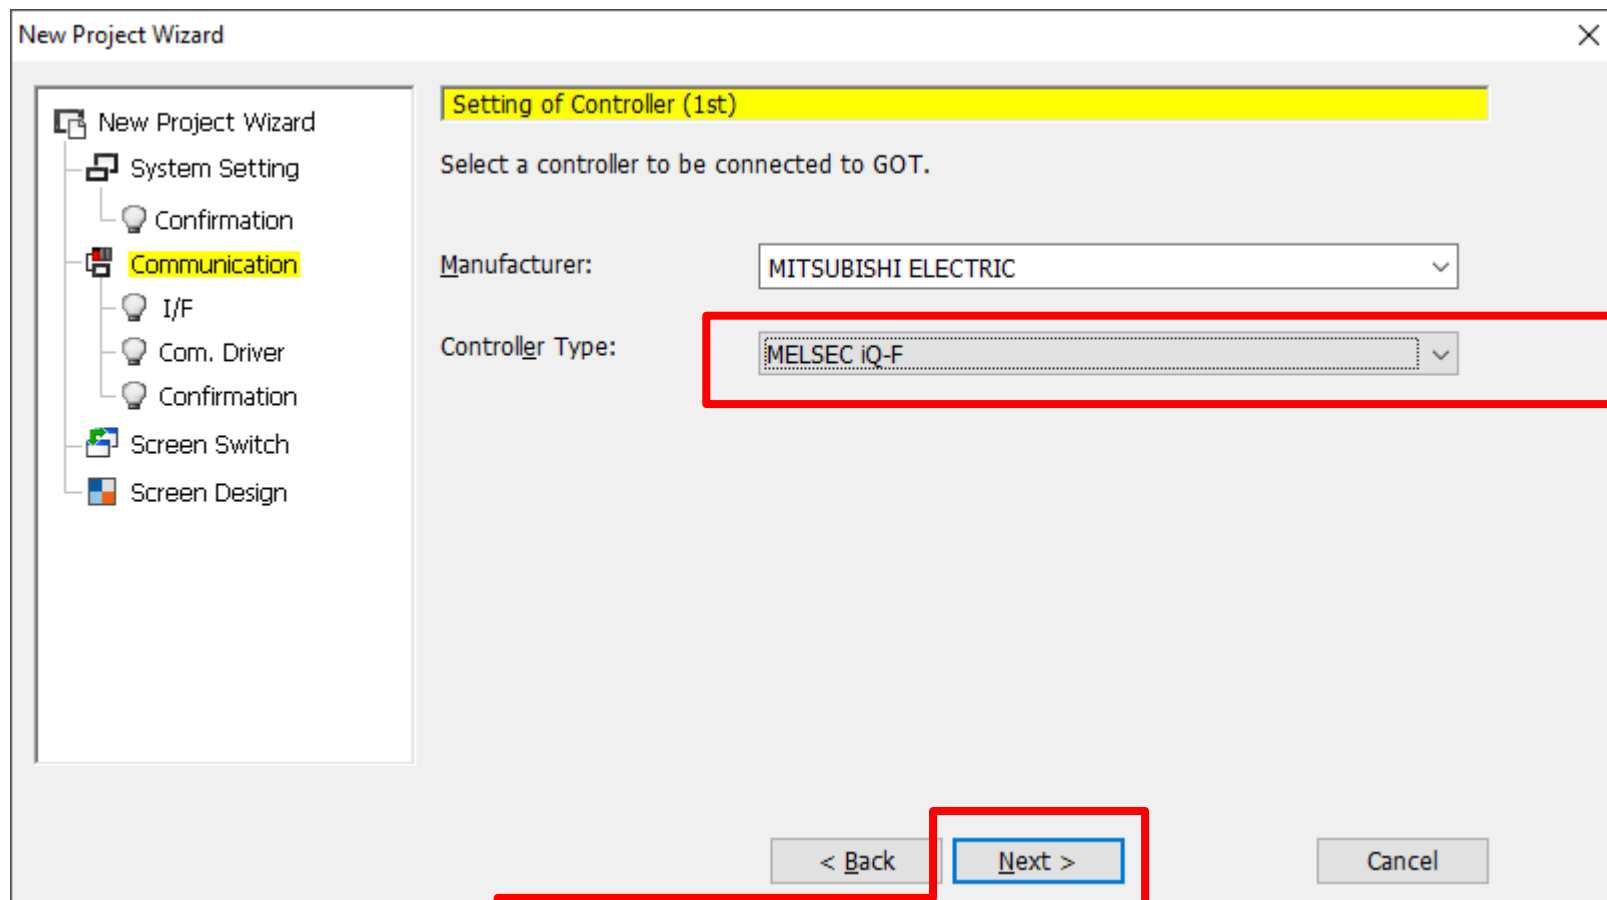 New Project Wizard
New Project Wizard
System Setting
Confirmation
Communication
I/F
Com. Driver
Confirmation
Screen Switch
Screen Design
Setting of Controller (1st)
Select a controller to be connected to GOT.
Manufacturer: MITSUBISHI ELECTRIC
Controller Type: MELSEC iQ-F
< Back Next > Cancel